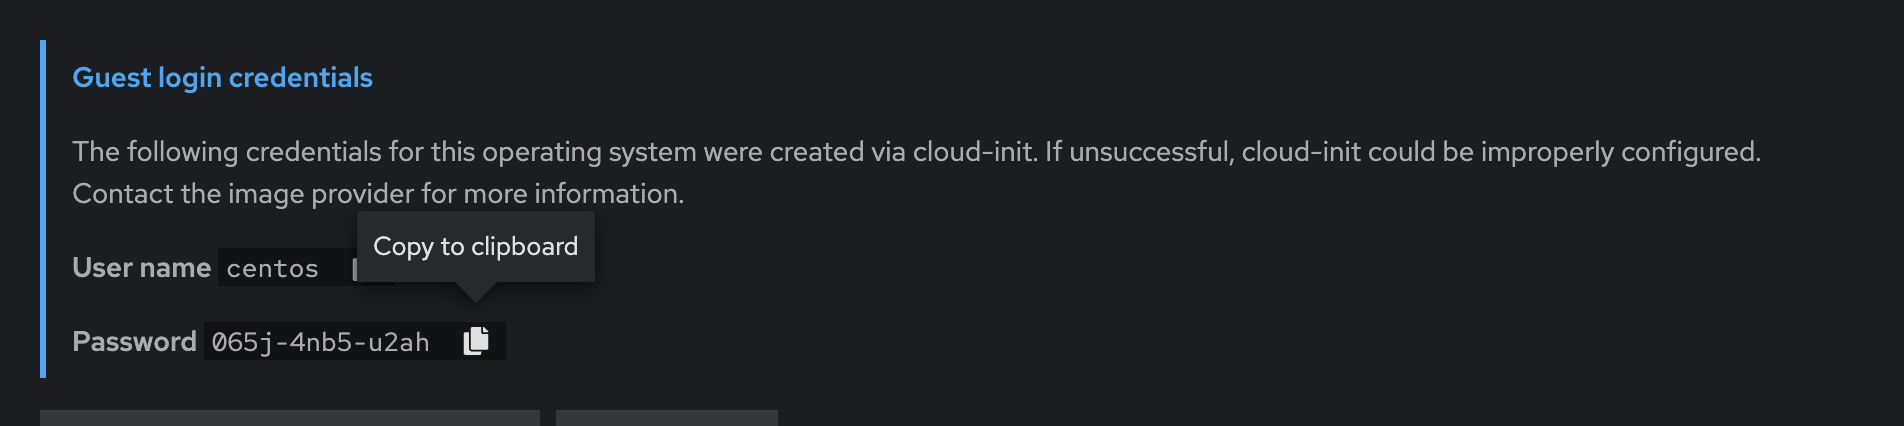 Guest login credentials
The following credentials for this operating system were created via cloud-init. If unsuccessful, cloud-init could be improperly configured.
Contact the image provider for more information.
Copy to clipboard
User name centos
Password 065j-4nb5-u2ah